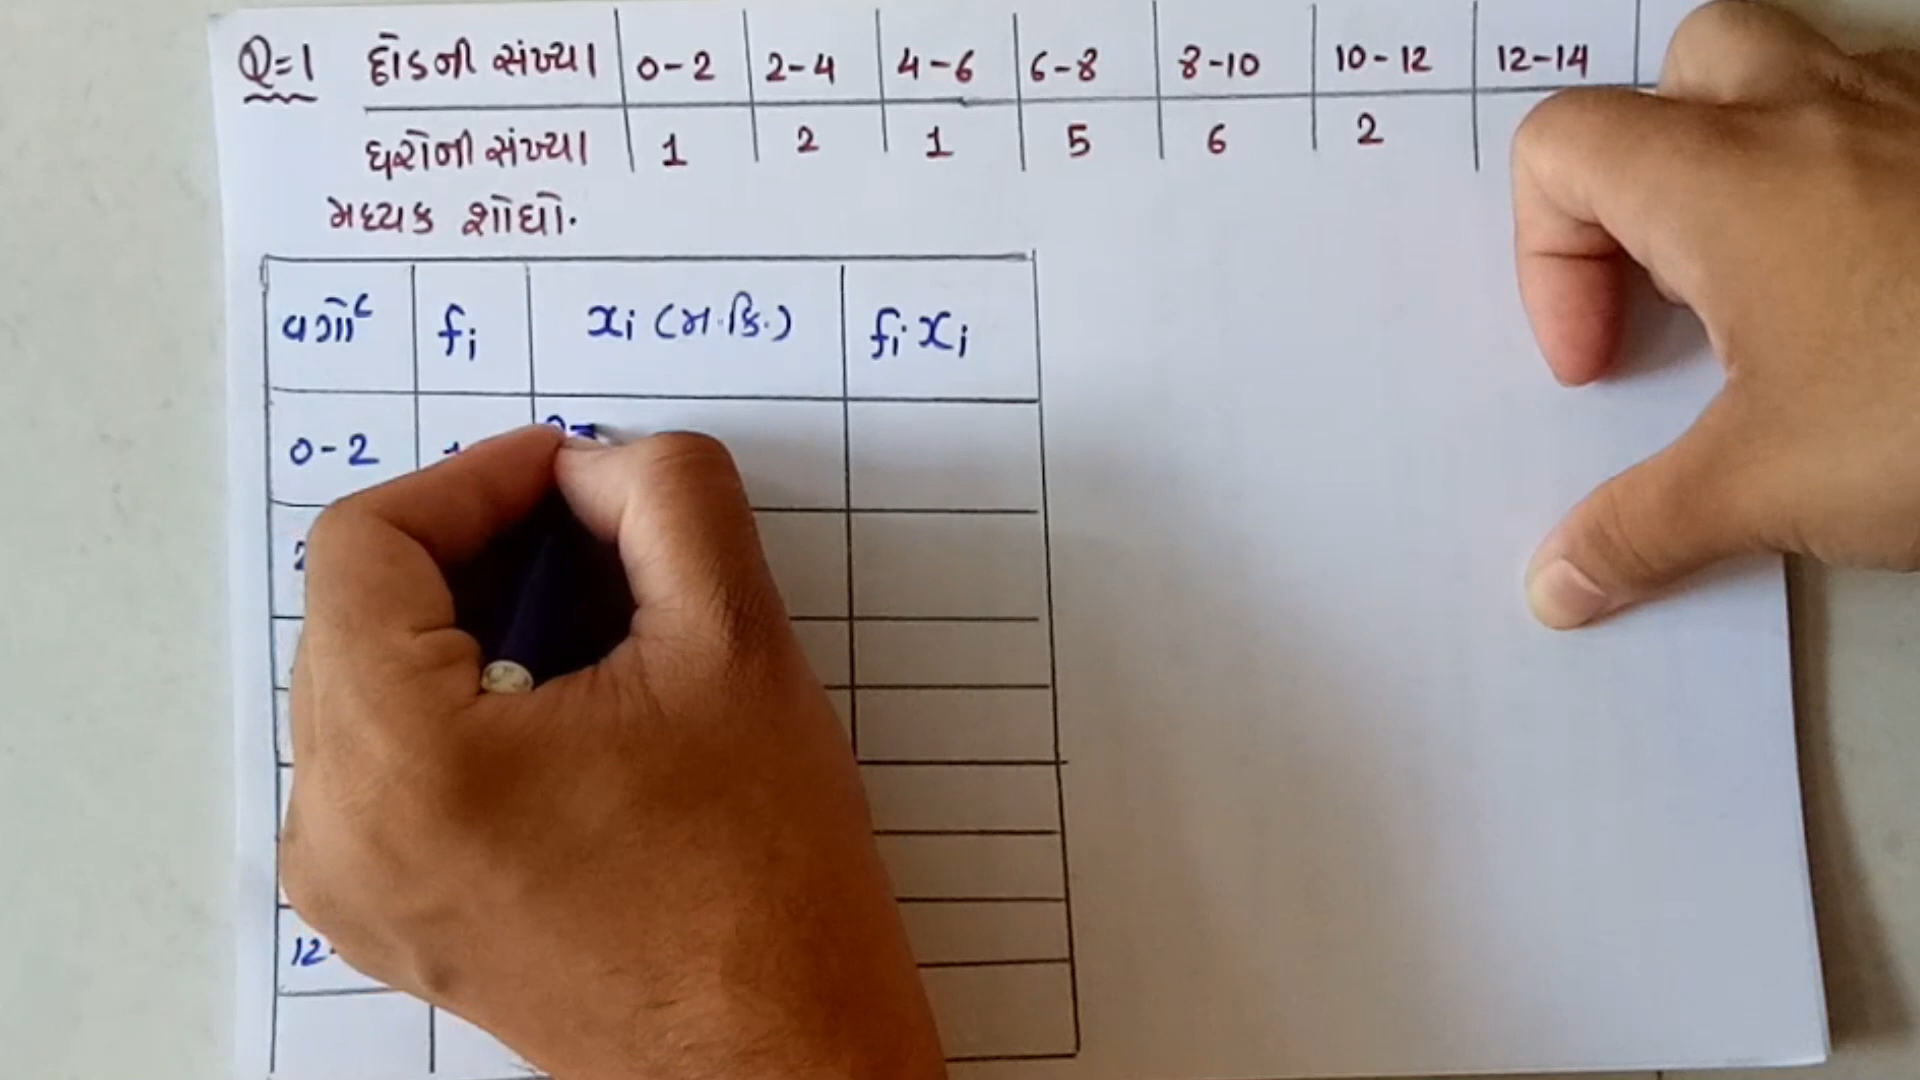 Q=1 છોડની સંખ્યા 0-2 2-4 4-6 6-8 8-10 10-12 12-14
ઘરોની સંખ્યા 1 2 1 5 6 2
મધ્યક શોધો.
વર્ગ fi xi (મ.કિ.) fixi
0-2
12-